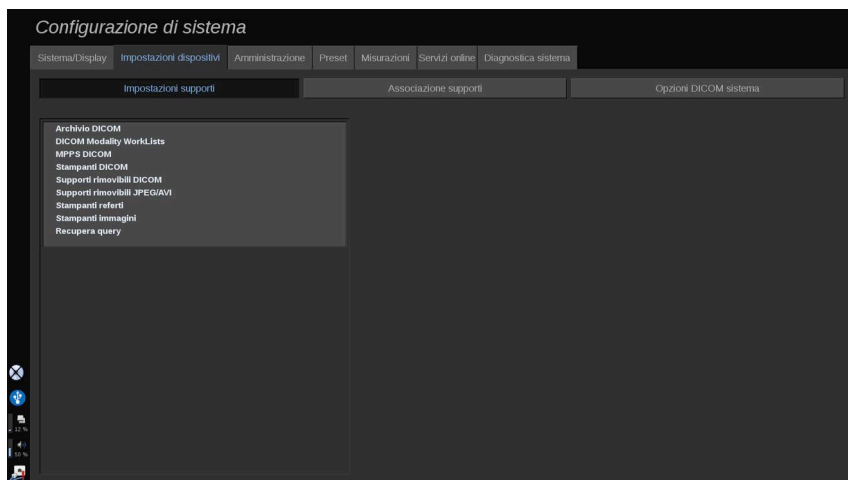 Configurazione di sistema
Sistema/Display Impostazioni dispositivi Amministrazione Preset Misurazioni Servizi online Diagnostica sistema
Impostazioni supporti Associazione supporti Opzioni DICOM sistema
Archivio DICOM
DICOM Modality WorkLists
MPPS DICOM
Stampanti DICOM
Supporti rimovibili DICOM
Supporti rimovibili JPEG/AVI
Stampanti referti
Stampanti immagini
Recupera query
12 %
50 %